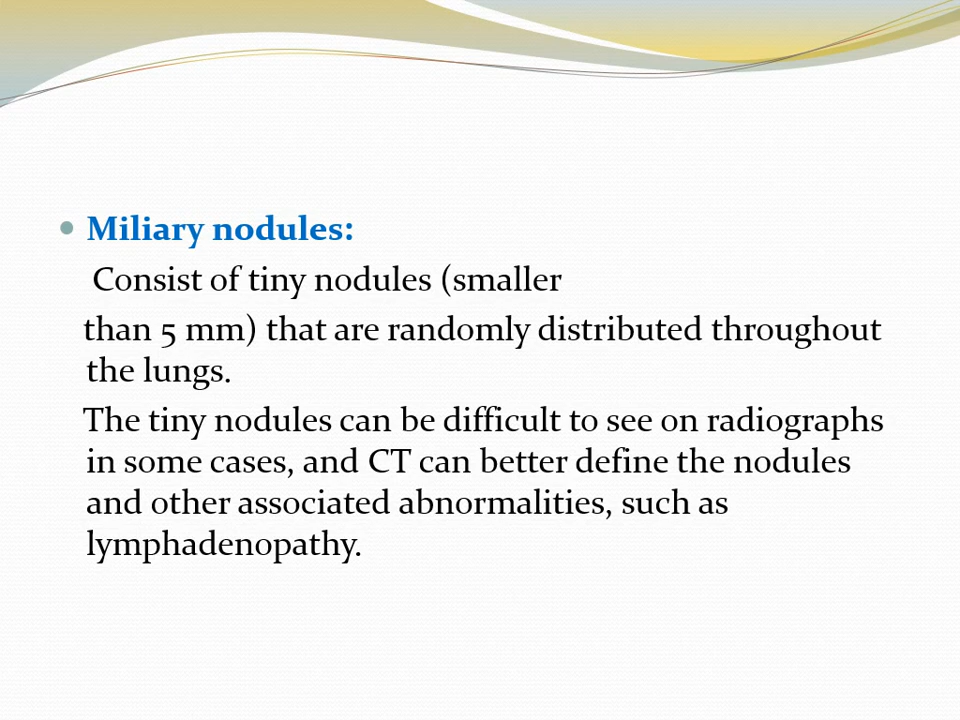 Miliary nodules:
Consist of tiny nodules (smaller
than 5 mm) that are randomly distributed throughout
the lungs.
The tiny nodules can be difficult to see on radiographs
in some cases, and CT can better define the nodules
and other associated abnormalities, such as
lymphadenopathy.